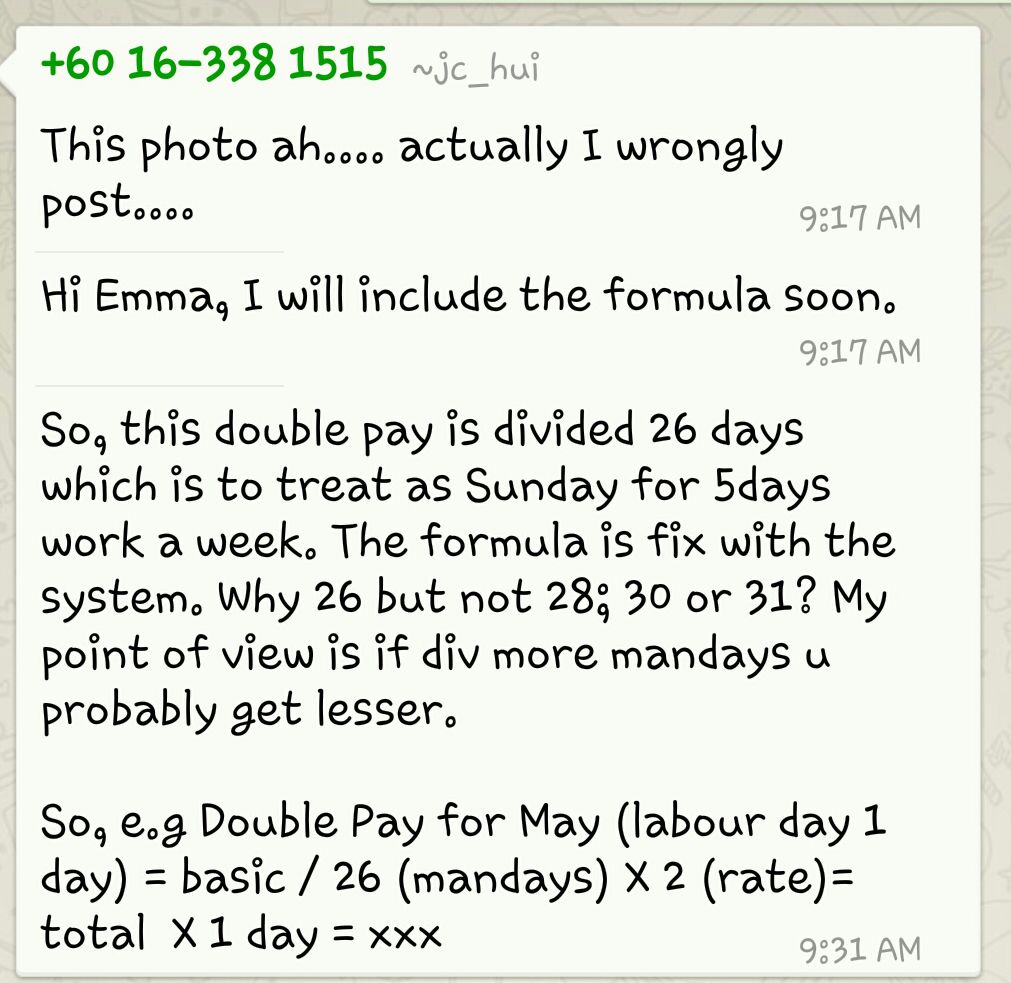 +60 16-338 1515 ~jc_hui
This photo ah.... actually I wrongly
post....
9:17 AM
Hi Emma, I will include the formula soon.
9:17 AM
So, this double pay is divided 26 days
which is to treat as Sunday for 5days
work a week. The formula is fix with the
system. Why 26 but not 28; 30 or 31? My
point of view is if div more mandays u
probably get lesser.
So, e.g Double Pay for May (labour day 1
day) = basic / 26 (mandays) X 2 (rate)=
total  X 1 day = xxx
9:31 AM